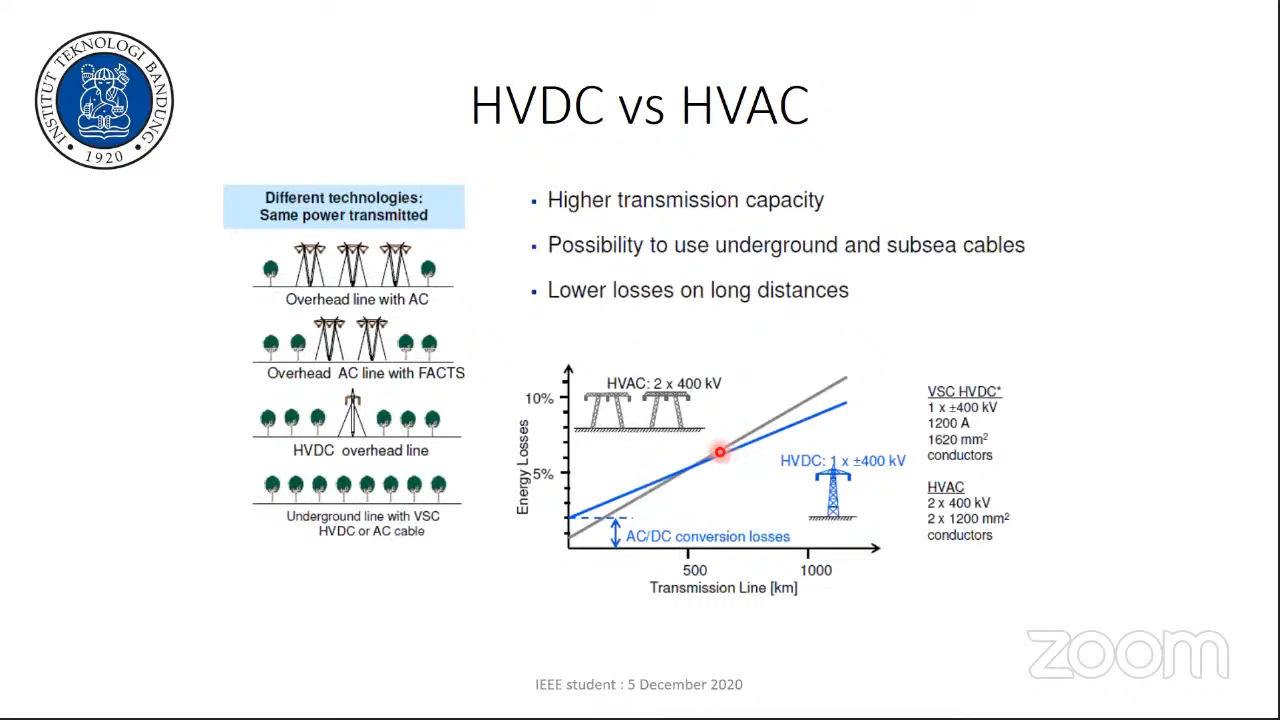 INSTITUT TEKNOLOGI BANDUNG
1920
HVDC vs HVAC
Different technologies:
Same power transmitted
Overhead line with AC
Overhead AC line with FACTS
HVDC overhead line
Underground line with VSC
HVDC or AC cable
▪ Higher transmission capacity
▪ Possibility to use underground and subsea cables
▪ Lower losses on long distances
Energy Losses
10%
5%
HVAC: 2 x 400 kV
HVDC: 1 x ±400 kV
AC/DC conversion losses
500
1000
Transmission Line [km]
VSC HVDC*
1 x ±400 kV
1200 A
1620 mm²
conductors
HVAC
2 x 400 kV
2 x 1200 mm²
conductors
zoom
IEEE student : 5 December 2020